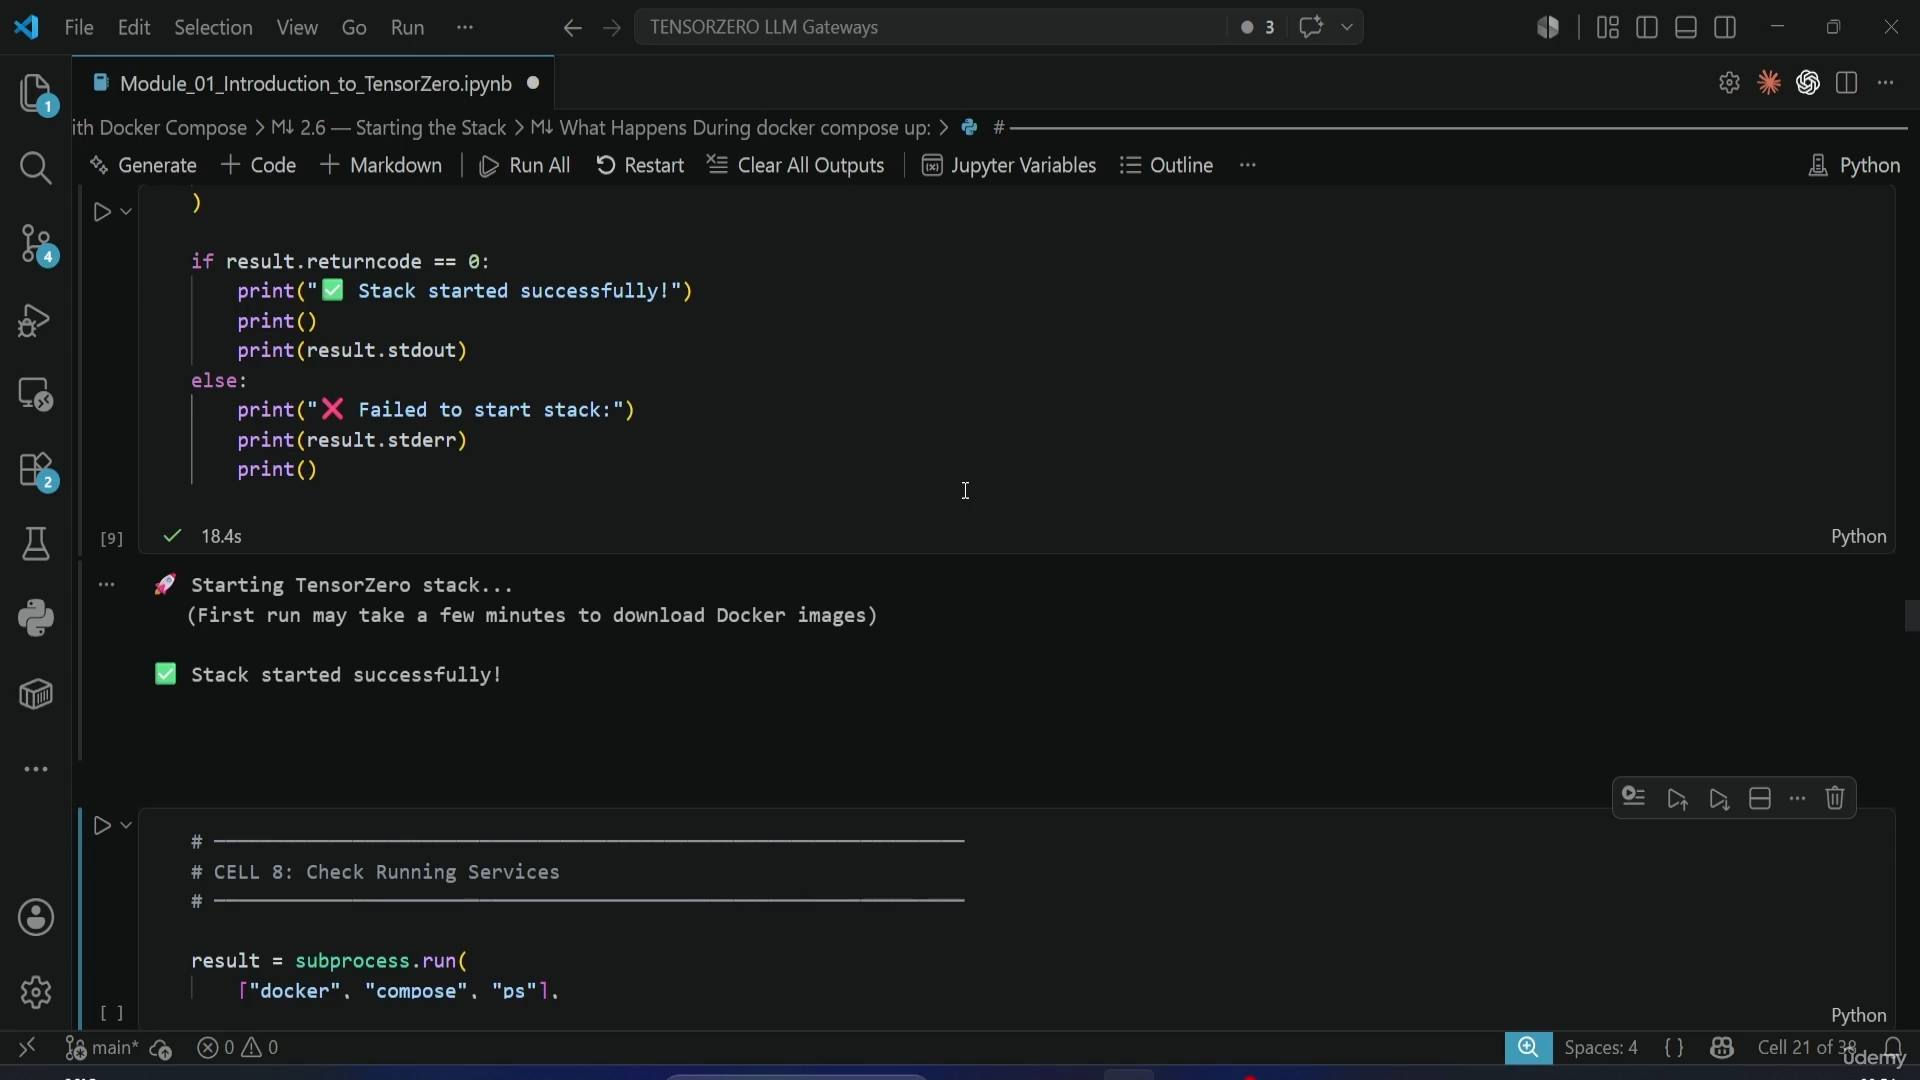 File Edit Selection View Go Run ··· TENSORZERO LLM Gateways 3
Module_01_Introduction_to_TensorZero.ipynb
1
ith Docker Compose > M↓ 2.6 — Starting the Stack > M↓ What Happens During docker compose up: > #
Generate + Code + Markdown Run All Restart Clear All Outputs Jupyter Variables Outline ··· Python
)
4
if result.returncode == 0:
print("✅ Stack started successfully!")
print()
print(result.stdout)
else:
print("❌ Failed to start stack:")
print(result.stderr)
print()
2
[9] ✓ 18.4s Python
🚀 Starting TensorZero stack...
(First run may take a few minutes to download Docker images)
✅ Stack started successfully!
# ─────────────────────────
# CELL 8: Check Running Services
# ─────────────────────────
result = subprocess.run(
["docker", "compose", "ps"],
[ ] Python
main* 0 0 Spaces: 4 { } Cell 21 of 38
udemy